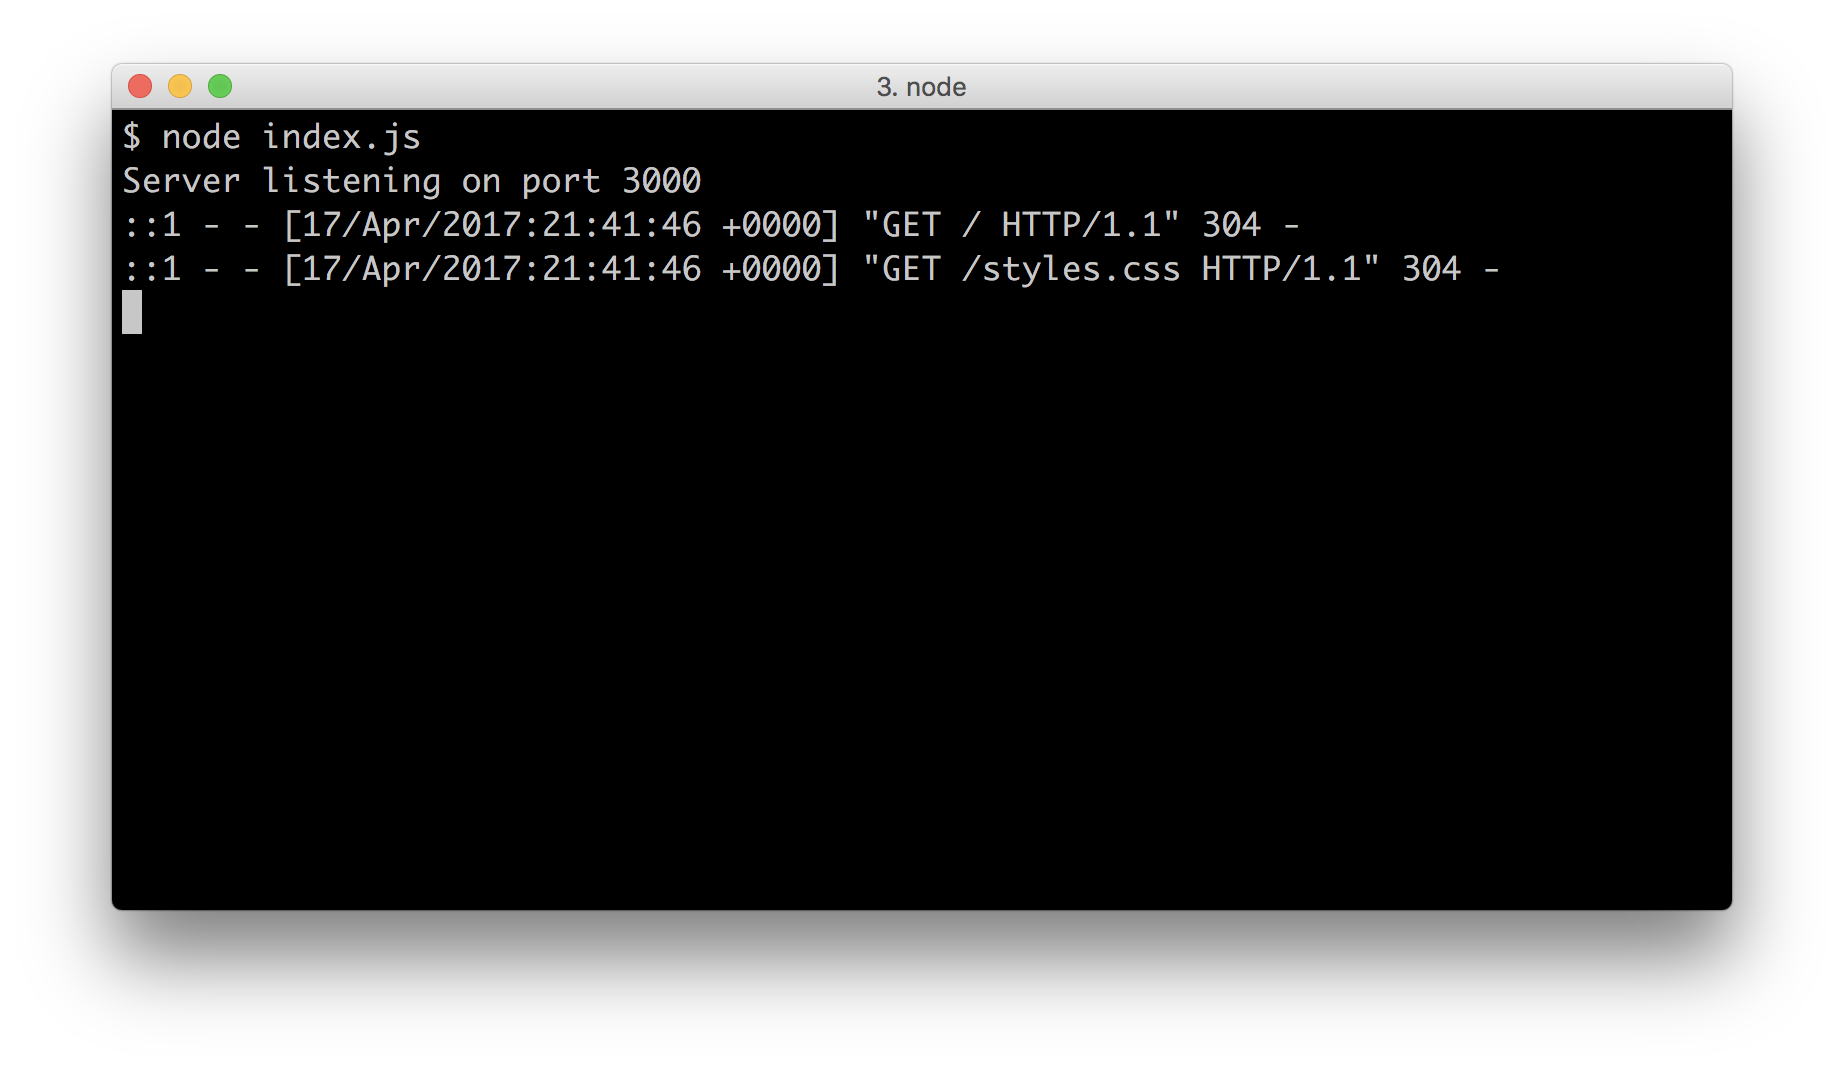 3. node
$ node index.js
Server listening on port 3000
::1 - - [17/Apr/2017:21:41:46 +0000] "GET / HTTP/1.1" 304 -
::1 - - [17/Apr/2017:21:41:46 +0000] "GET /styles.css HTTP/1.1" 304 -